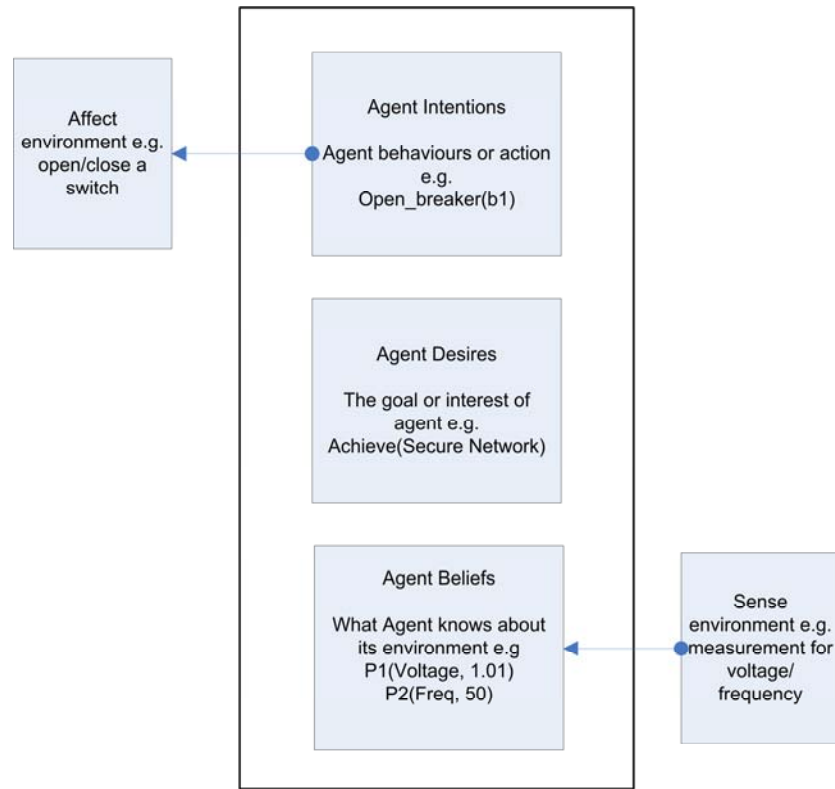 Affect
environment e.g.
open/close a
switch
Agent Intentions
Agent behaviours or action
e.g.
Open_breaker(b1)
Agent Desires
The goal or interest of
agent e.g.
Achieve(Secure Network)
Agent Beliefs
What Agent knows about
its environment e.g
P1(Voltage, 1.01)
P2(Freq, 50)
Sense
environment e.g.
measurement for
voltage/
frequency